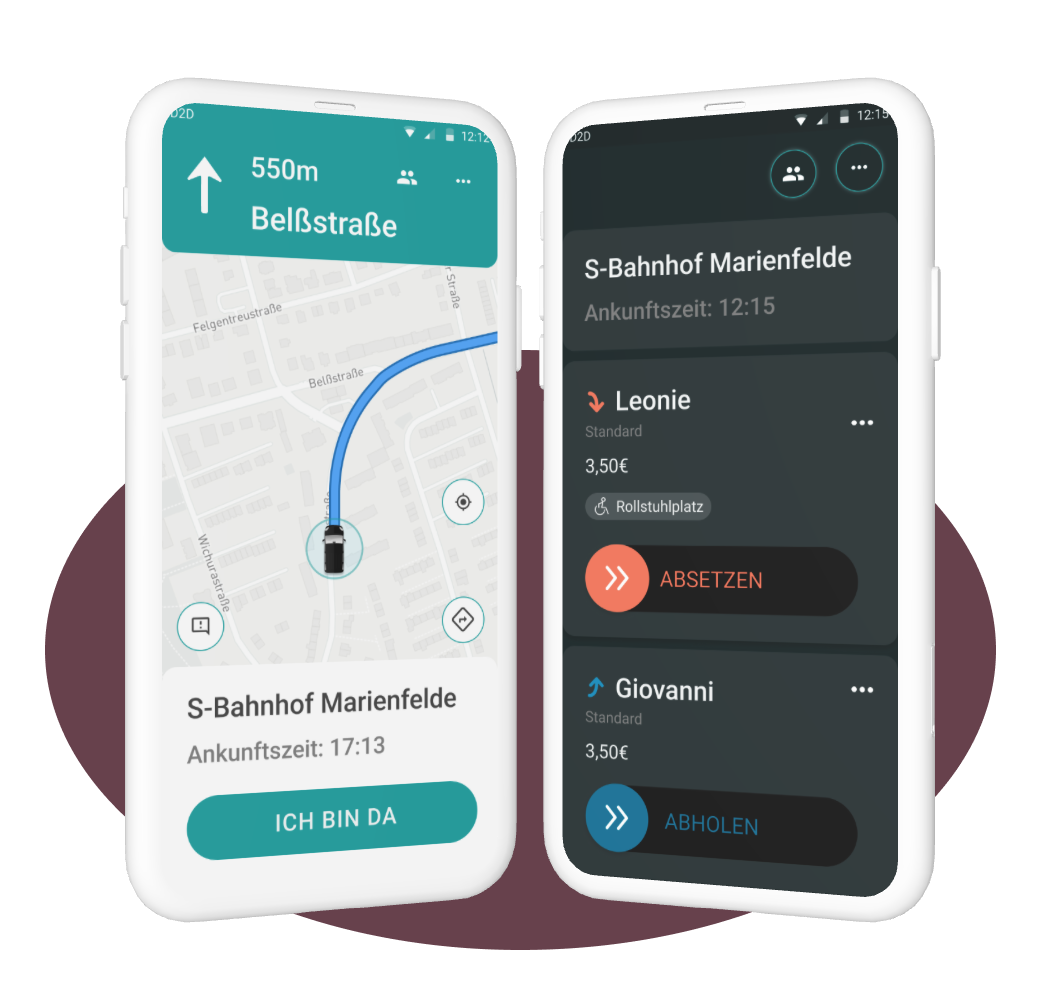 D2D
12:12
550m
Belßstraße
r Straße
Felgentreustraße
Belßstraße
straße
Wichurastraße
S-Bahnhof Marienfelde
Ankunftszeit: 17:13
ICH BIN DA
D2D
12:15
S-Bahnhof Marienfelde
Ankunftszeit: 12:15
Leonie
Standard
3,50€
Rollstuhlplatz
ABSETZEN
Giovanni
Standard
3,50€
ABHOLEN